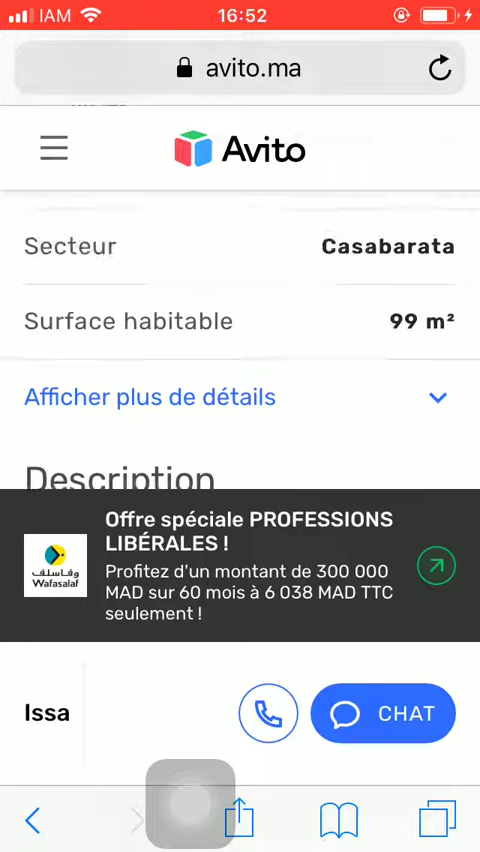 IAM 16:52
avito.ma
Avito
Secteur Casabarata
Surface habitable 99 m²
Afficher plus de détails
Description
Offre spéciale PROFESSIONS
LIBÉRALES !
Profitez d'un montant de 300 000
MAD sur 60 mois à 6 038 MAD TTC
seulement !
وفاسلف
Wafasalaf
Issa CHAT